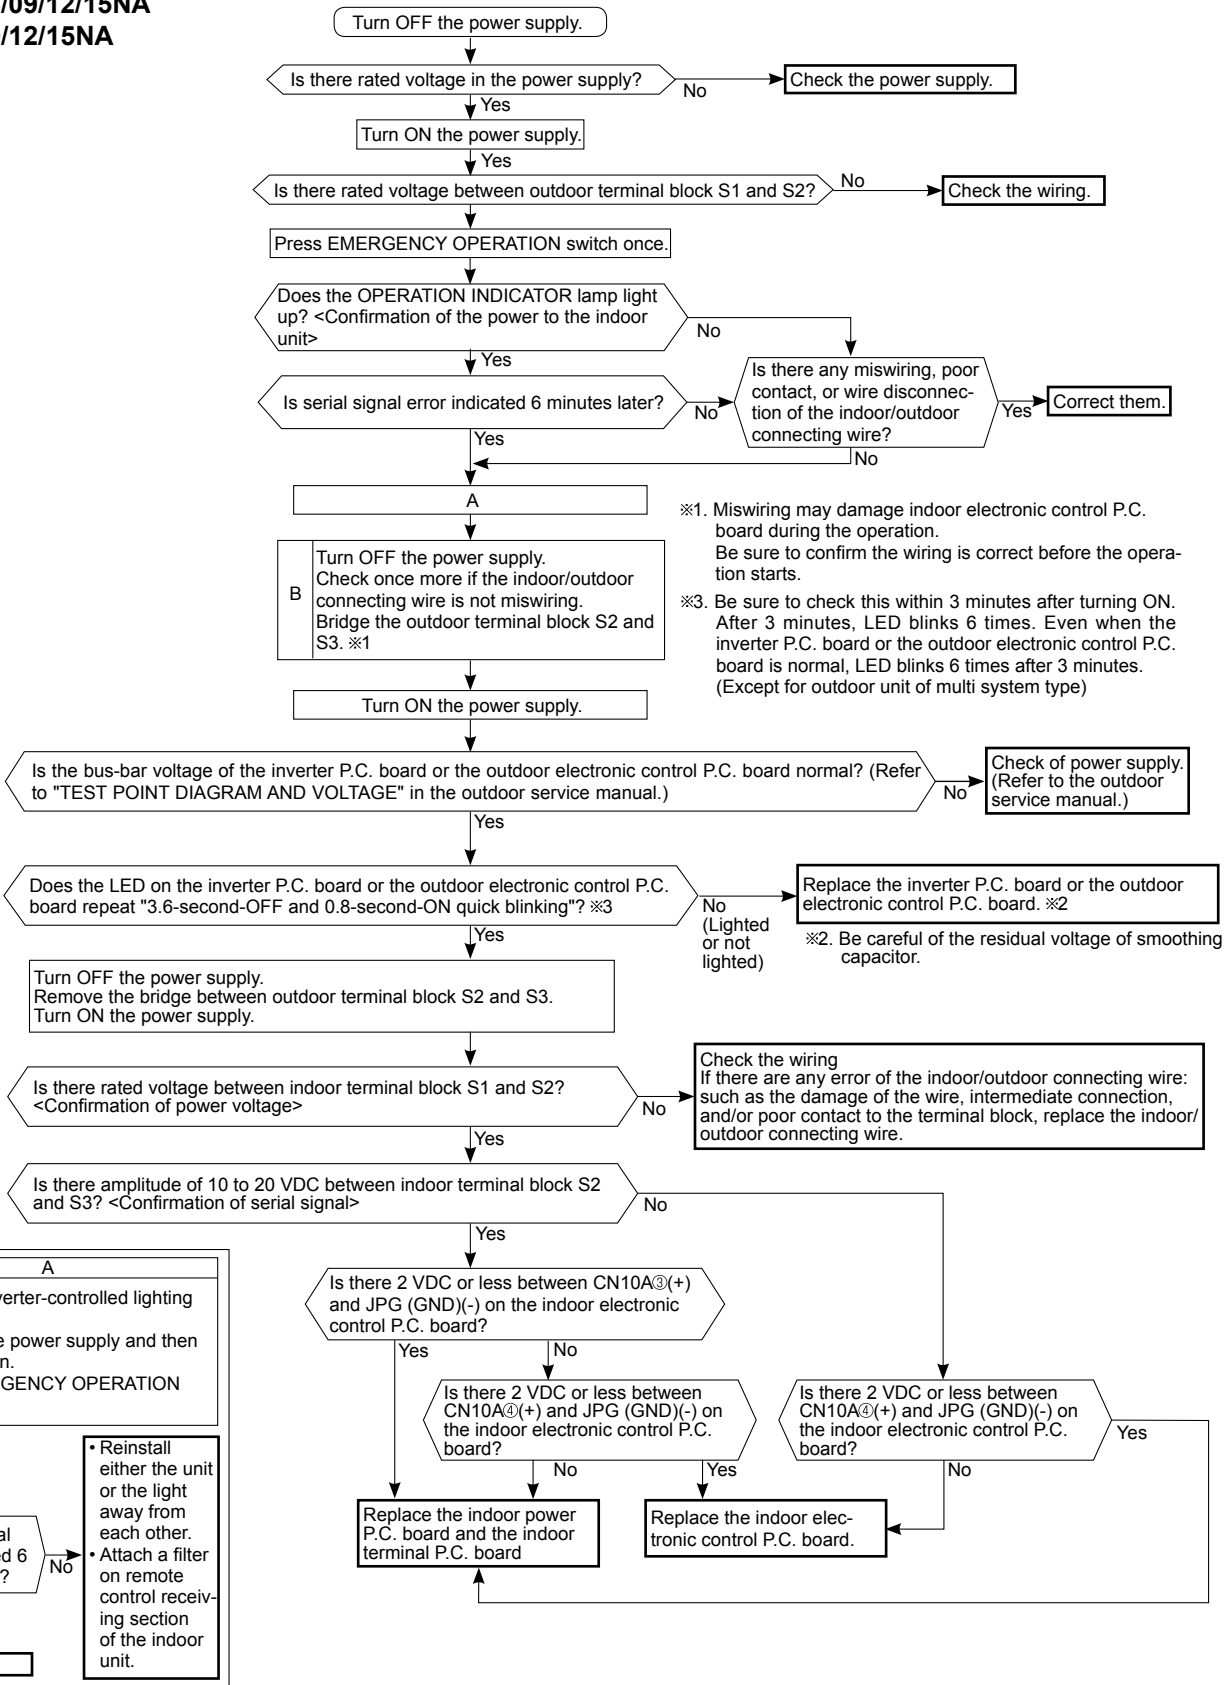 /09/12/15NA
/12/15NA
Turn OFF the power supply.
Is there rated voltage in the power supply?
No
Check the power supply.
Yes
Turn ON the power supply.
Yes
Is there rated voltage between outdoor terminal block S1 and S2?
No
Check the wiring.
Press EMERGENCY OPERATION switch once.
Does the OPERATION INDICATOR lamp light
up? <Confirmation of the power to the indoor
unit>
No
Yes
Is serial signal error indicated 6 minutes later?
No
Is there any miswiring, poor
contact, or wire disconnec-
tion of the indoor/outdoor
connecting wire?
Yes
Correct them.
Yes
No
A
※1. Miswiring may damage indoor electronic control P.C.
board during the operation.
Be sure to confirm the wiring is correct before the opera-
tion starts.
※3. Be sure to check this within 3 minutes after turning ON.
After 3 minutes, LED blinks 6 times. Even when the
inverter P.C. board or the outdoor electronic control P.C.
board is normal, LED blinks 6 times after 3 minutes.
(Except for outdoor unit of multi system type)
B
Turn OFF the power supply.
Check once more if the indoor/outdoor
connecting wire is not miswiring.
Bridge the outdoor terminal block S2 and
S3. ※1
Turn ON the power supply.
Is the bus-bar voltage of the inverter P.C. board or the outdoor electronic control P.C. board normal? (Refer
to "TEST POINT DIAGRAM AND VOLTAGE" in the outdoor service manual.)
No
Check of power supply.
(Refer to the outdoor
service manual.)
Yes
Does the LED on the inverter P.C. board or the outdoor electronic control P.C.
board repeat "3.6-second-OFF and 0.8-second-ON quick blinking"? ※3
No
(Lighted
or not
lighted)
Replace the inverter P.C. board or the outdoor
electronic control P.C. board. ※2
※2. Be careful of the residual voltage of smoothing
capacitor.
Yes
Turn OFF the power supply.
Remove the bridge between outdoor terminal block S2 and S3.
Turn ON the power supply.
Is there rated voltage between indoor terminal block S1 and S2?
<Confirmation of power voltage>
No
Check the wiring
If there are any error of the indoor/outdoor connecting wire:
such as the damage of the wire, intermediate connection,
and/or poor contact to the terminal block, replace the indoor/
outdoor connecting wire.
Yes
Is there amplitude of 10 to 20 VDC between indoor terminal block S2
and S3? <Confirmation of serial signal>
No
Yes
Is there 2 VDC or less between CN10A③(+)
and JPG (GND)(-) on the indoor electronic
control P.C. board?
Yes
No
Is there 2 VDC or less between
CN10A④(+) and JPG (GND)(-) on
the indoor electronic control P.C.
board?
Is there 2 VDC or less between
CN10A④(+) and JPG (GND)(-) on
the indoor electronic control P.C.
board?
Yes
No
Yes
No
Replace the indoor power
P.C. board and the indoor
terminal P.C. board
Replace the indoor elec-
tronic control P.C. board.
A
verter-controlled lighting
e power supply and then
n.
GENCY OPERATION
al
ed 6
?
No
• Reinstall
either the unit
or the light
away from
each other.
• Attach a filter
on remote
control receiv-
ing section
of the indoor
unit.